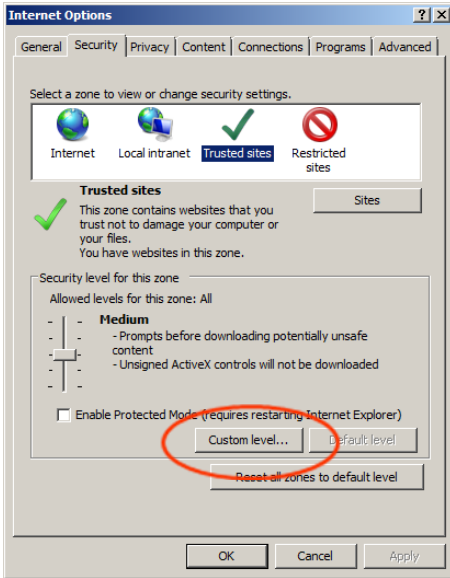 Internet Options
General Security Privacy Content Connections Programs Advanced
Select a zone to view or change security settings.
Internet Local intranet Trusted sites Restricted
sites
Trusted sites
Sites
This zone contains websites that you
trust not to damage your computer or
your files.
You have websites in this zone.
Security level for this zone
Allowed levels for this zone: All
Medium
- Prompts before downloading potentially unsafe
content
- Unsigned ActiveX controls will not be downloaded
Enable Protected Mode (requires restarting Internet Explorer)
Custom level... Default level
Reset all zones to default level
OK Cancel Apply